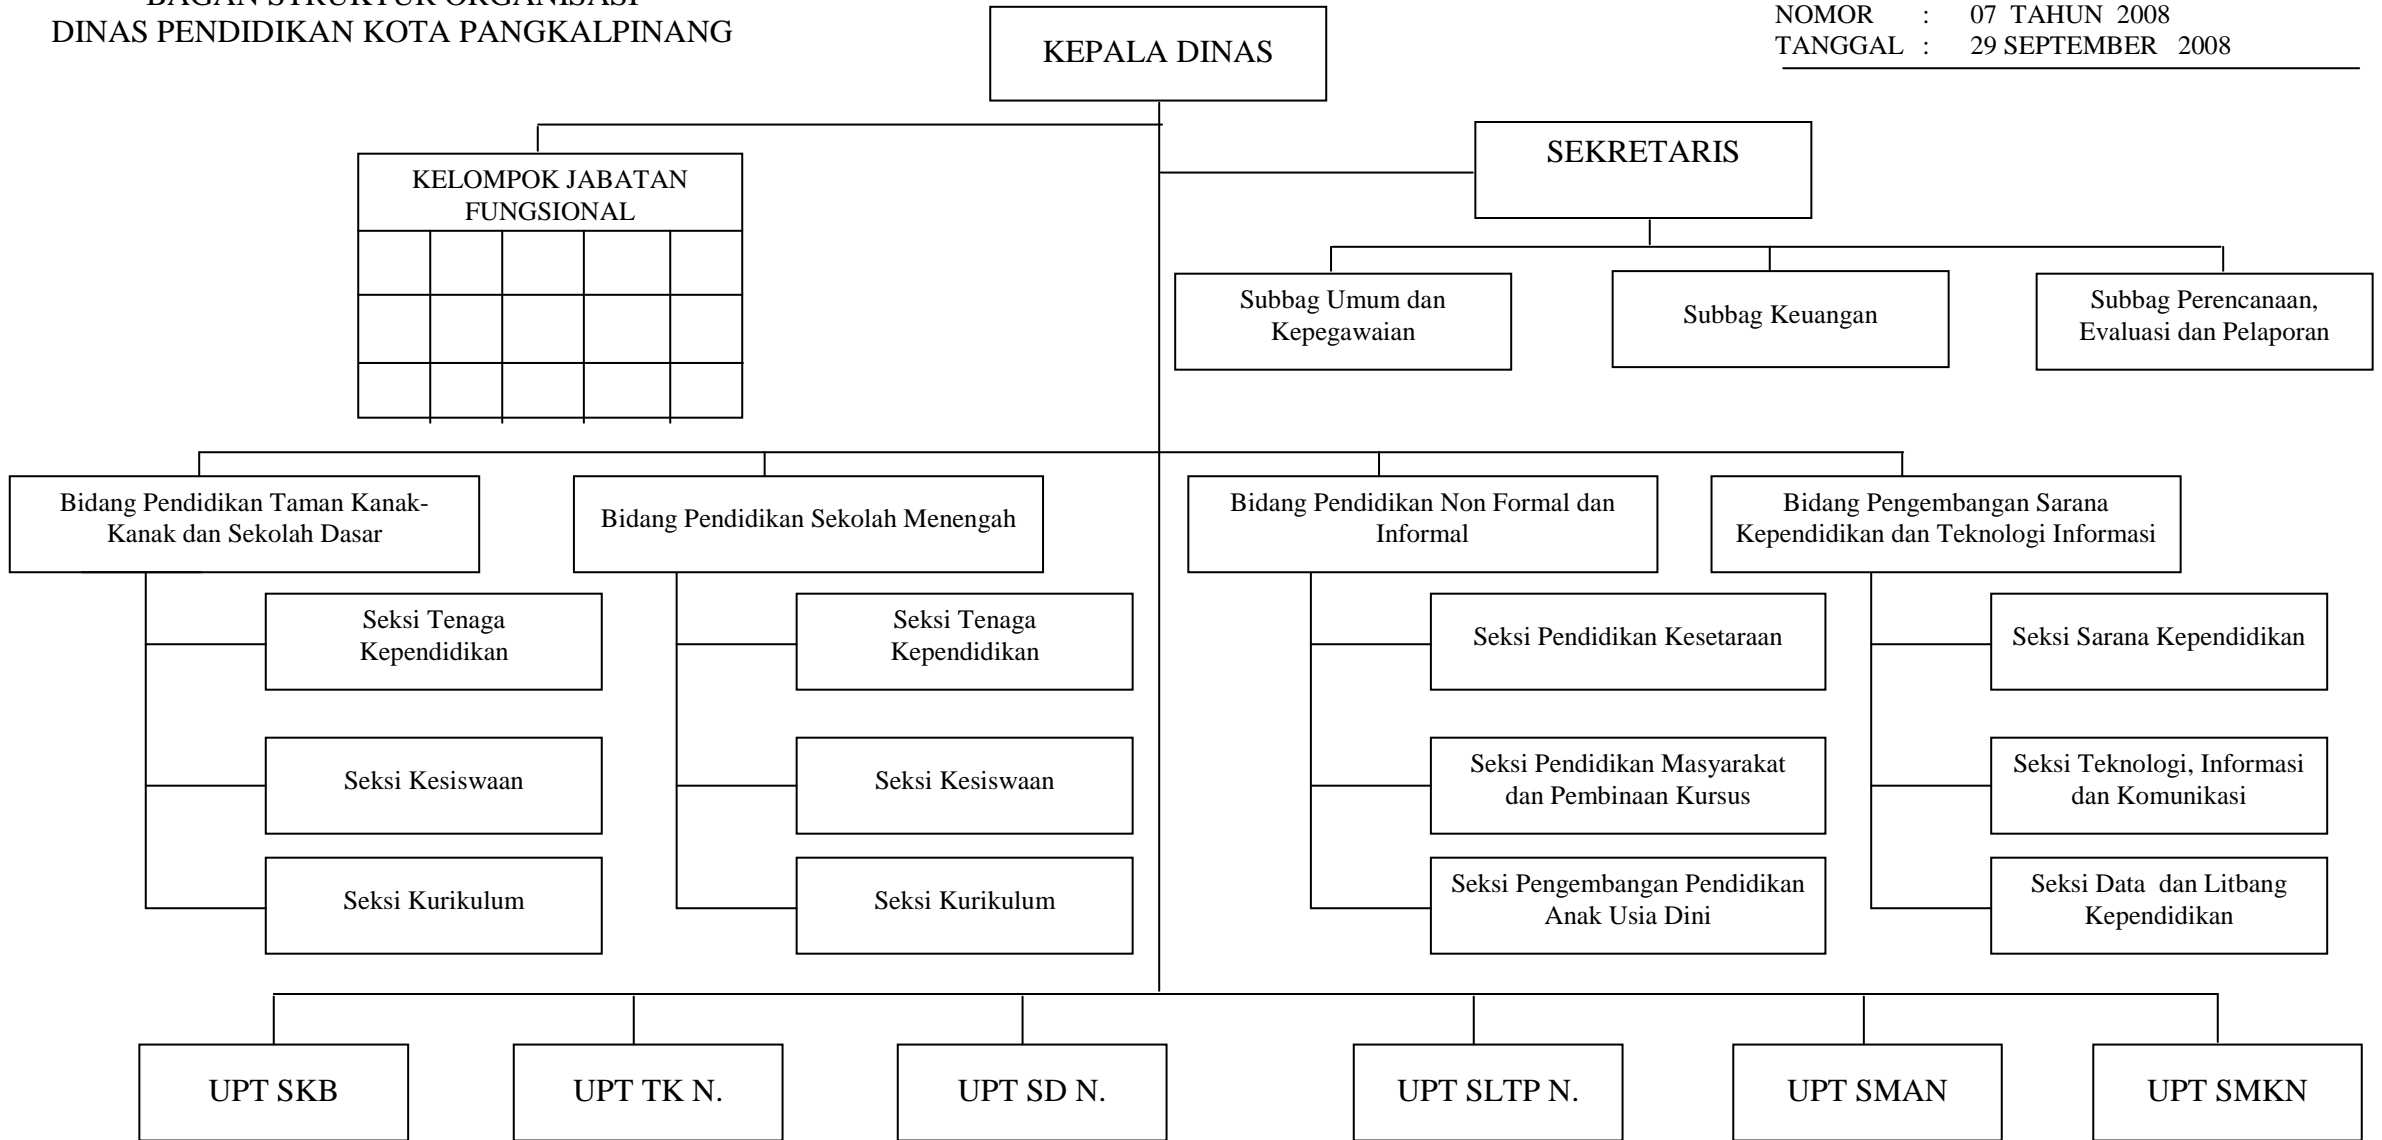 BAGAN STRUKTUR ORGANISASI
DINAS PENDIDIKAN KOTA PANGKALPINANG
NOMOR : 07 TAHUN 2008
TANGGAL : 29 SEPTEMBER 2008
KEPALA DINAS
KELOMPOK JABATAN
FUNGSIONAL
SEKRETARIS
Subbag Umum dan
Kepegawaian
Subbag Keuangan
Subbag Perencanaan,
Evaluasi dan Pelaporan
Bidang Pendidikan Taman Kanak-
Kanak dan Sekolah Dasar
Bidang Pendidikan Sekolah Menengah
Bidang Pendidikan Non Formal dan
Informal
Bidang Pengembangan Sarana
Kependidikan dan Teknologi Informasi
Seksi Tenaga
Kependidikan
Seksi Tenaga
Kependidikan
Seksi Pendidikan Kesetaraan
Seksi Sarana Kependidikan
Seksi Kesiswaan
Seksi Kesiswaan
Seksi Pendidikan Masyarakat
dan Pembinaan Kursus
Seksi Teknologi, Informasi
dan Komunikasi
Seksi Kurikulum
Seksi Kurikulum
Seksi Pengembangan Pendidikan
Anak Usia Dini
Seksi Data dan Litbang
Kependidikan
UPT SKB
UPT TK N.
UPT SD N.
UPT SLTP N.
UPT SMAN
UPT SMKN